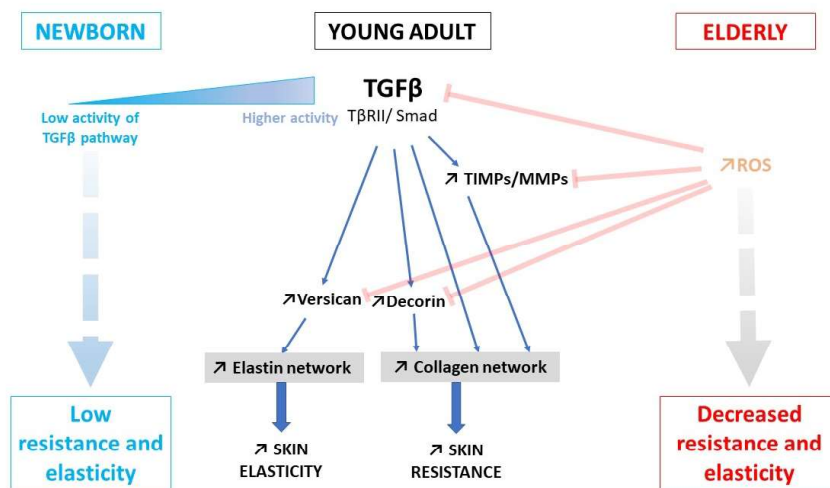 NEWBORN
YOUNG ADULT
ELDERLY
TGFβ
TβRII/ Smad
Low activity of
TGFβ pathway
Higher activity
↗ROS
↗ TIMPs/MMPs
↗Versican
↗Decorin
↗ Elastin network
↗ Collagen network
Low
resistance and
elasticity
↗ SKIN
ELASTICITY
↗ SKIN
RESISTANCE
Decreased
resistance and
elasticity